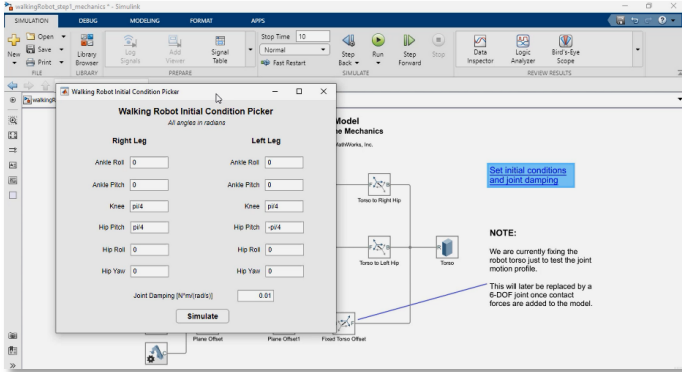 walkingRobot_step1_mechanics * - Simulink
SIMULATION DEBUG MODELING FORMAT APPS
New
Open
Save
Print
FILE
Library
Browser
LIBRARY
Log
Signals
Add
Viewer
Signal
Table
PREPARE
Stop Time 10
Normal
Fast Restart
Step
Back
Run
Step
Forward
Stop
SIMULATE
Data
Inspector
Logic
Analyzer
Bird's-Eye
Scope
REVIEW RESULTS
walkingR
Walking Robot Initial Condition Picker
Walking Robot Initial Condition Picker
All angles in radians
Right Leg Left Leg
Ankle Roll 0 Ankle Roll 0
Ankle Pitch 0 Ankle Pitch 0
Knee pi/4 Knee pi/4
Hip Pitch pi/4 Hip Pitch -pi/4
Hip Roll 0 Hip Roll 0
Hip Yaw 0 Hip Yaw 0
Joint Damping [N*m/(rad/s)] 0.01
Simulate
Model
e Mechanics
MathWorks, Inc.
Torso to Right Hip
Torso to Left Hip
Torso
Plane Offset
Plane Offset1
Fixed Torso Offset
Set initial conditions
and joint damping
NOTE:
We are currently fixing the
robot torso just to test the joint
motion profile.
This will later be replaced by a
6-DOF joint once contact
forces are added to the model.